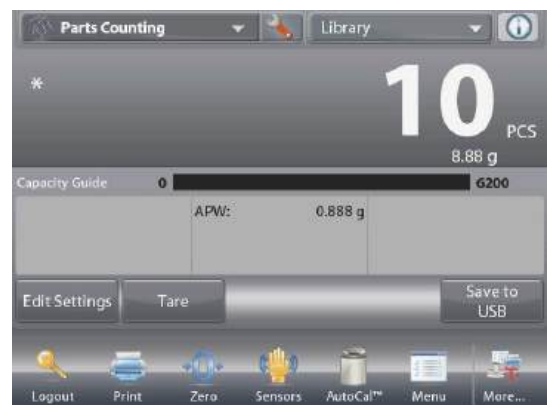 Parts Counting
Library
*
10
PCS
8.88 g
Capacity Guide 0 6200
APW: 0.888 g
Edit Settings
Tare
Save to
USB
Logout
Print
Zero
Sensors
AutoCal™
Menu
More...